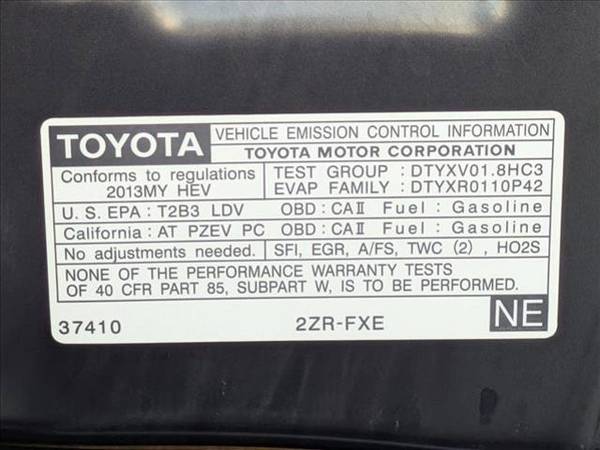 TOYOTA
VEHICLE EMISSION CONTROL INFORMATION
TOYOTA MOTOR CORPORATION
Conforms to regulations
2013MY HEV
TEST GROUP : DTYXV01.8HC3
EVAP FAMILY : DTYXR0110P42
U. S. EPA : T2B3 LDV OBD: CAⅡ Fuel : Gasoline
California : AT PZEV PC OBD: CAⅡ Fuel : Gasoline
No adjustments needed. SFI, EGR, A/FS, TWC (2) , HO2S
NONE OF THE PERFORMANCE WARRANTY TESTS
OF 40 CFR PART 85, SUBPART W, IS TO BE PERFORMED.
37410 2ZR-FXE NE